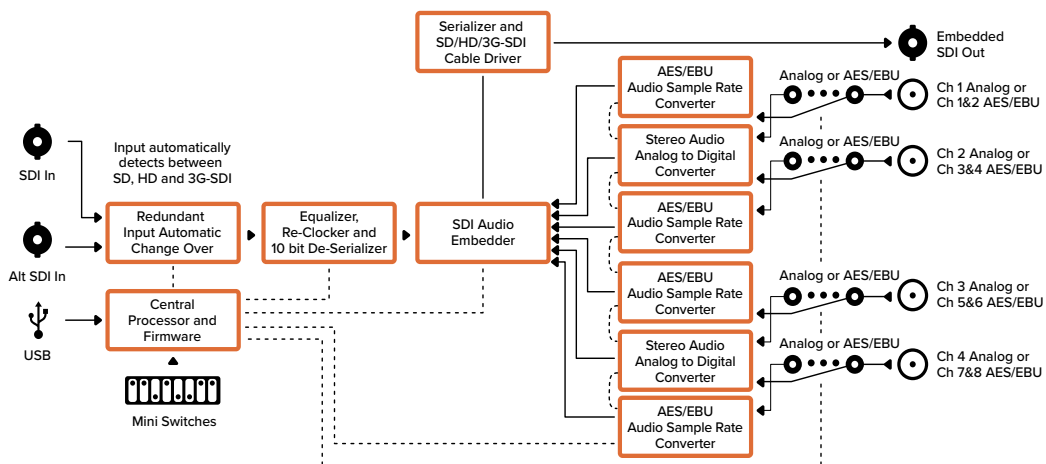 Serializer and
SD/HD/3G-SDI
Cable Driver
Embedded
SDI Out
AES/EBU
Audio Sample Rate
Converter
Analog or AES/EBU
Ch 1 Analog or
Ch 1&2 AES/EBU
SDI In
Input automatically
detects between
SD, HD and 3G-SDI
Stereo Audio
Analog to Digital
Converter
Analog or AES/EBU
Ch 2 Analog or
Ch 3&4 AES/EBU
Alt SDI In
Redundant
Input Automatic
Change Over
Equalizer,
Re-Clocker and
10 bit De-Serializer
SDI Audio
Embedder
AES/EBU
Audio Sample Rate
Converter
USB
Central
Processor and
Firmware
AES/EBU
Audio Sample Rate
Converter
Analog or AES/EBU
Ch 3 Analog or
Ch 5&6 AES/EBU
Stereo Audio
Analog to Digital
Converter
Analog or AES/EBU
Ch 4 Analog or
Ch 7&8 AES/EBU
Mini Switches
AES/EBU
Audio Sample Rate
Converter